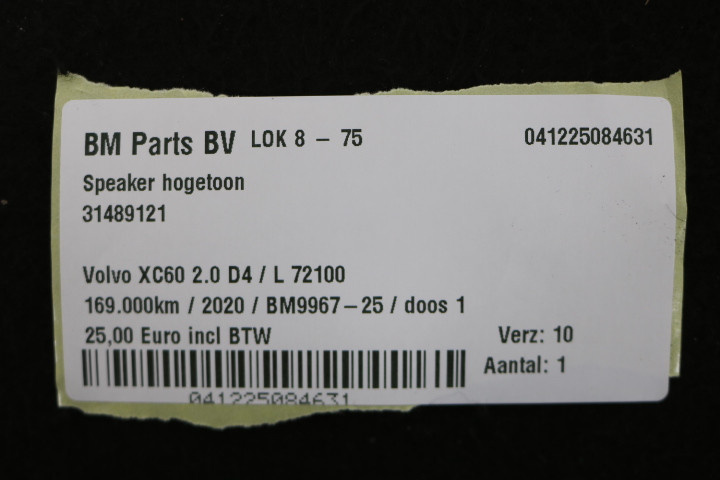 BM Parts BV LOK 8 – 75 041225084631
Speaker hogetoon
31489121
Volvo XC60 2.0 D4 / L 72100
169.000km / 2020 / BM9967–25 / doos 1
25,00 Euro incl BTW Verz: 10
Aantal: 1
041225084631